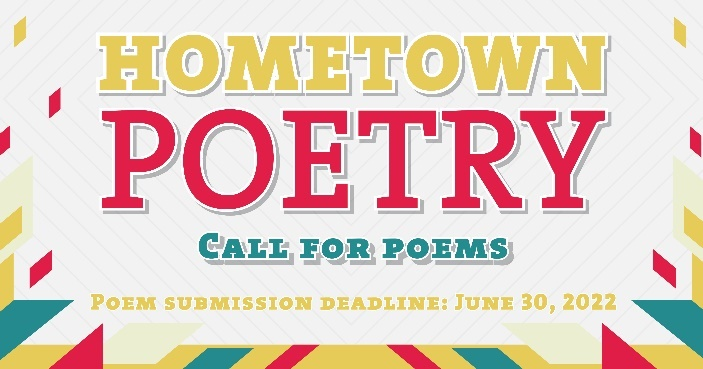 HOMETOWN
POETRY
CALL FOR POEMS
POEM SUBMISSION DEADLINE: JUNE 30, 2022